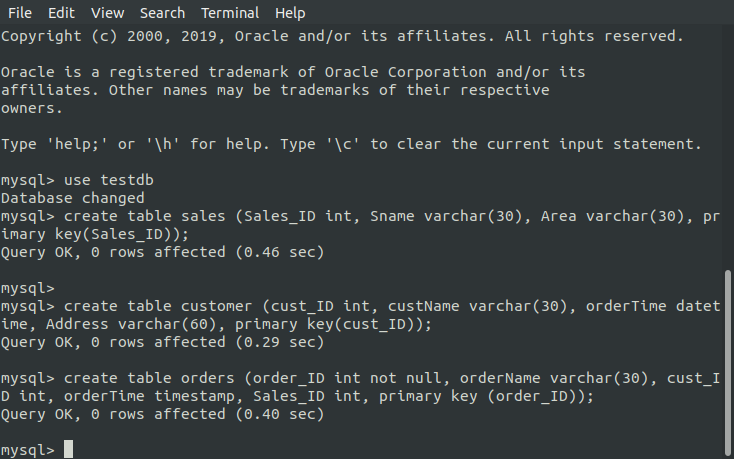 File Edit View Search Terminal Help
Copyright (c) 2000, 2019, Oracle and/or its affiliates. All rights reserved.
Oracle is a registered trademark of Oracle Corporation and/or its
affiliates. Other names may be trademarks of their respective
owners.
Type 'help;' or '\h' for help. Type '\c' to clear the current input statement.
mysql> use testdb
Database changed
mysql> create table sales (Sales_ID int, Sname varchar(30), Area varchar(30), pr
imary key(Sales_ID));
Query OK, 0 rows affected (0.46 sec)
mysql>
mysql> create table customer (cust_ID int, custName varchar(30), orderTime datet
ime, Address varchar(60), primary key(cust_ID));
Query OK, 0 rows affected (0.29 sec)
mysql> create table orders (order_ID int not null, orderName varchar(30), cust_I
D int, orderTime timestamp, Sales_ID int, primary key (order_ID));
Query OK, 0 rows affected (0.40 sec)
mysql>